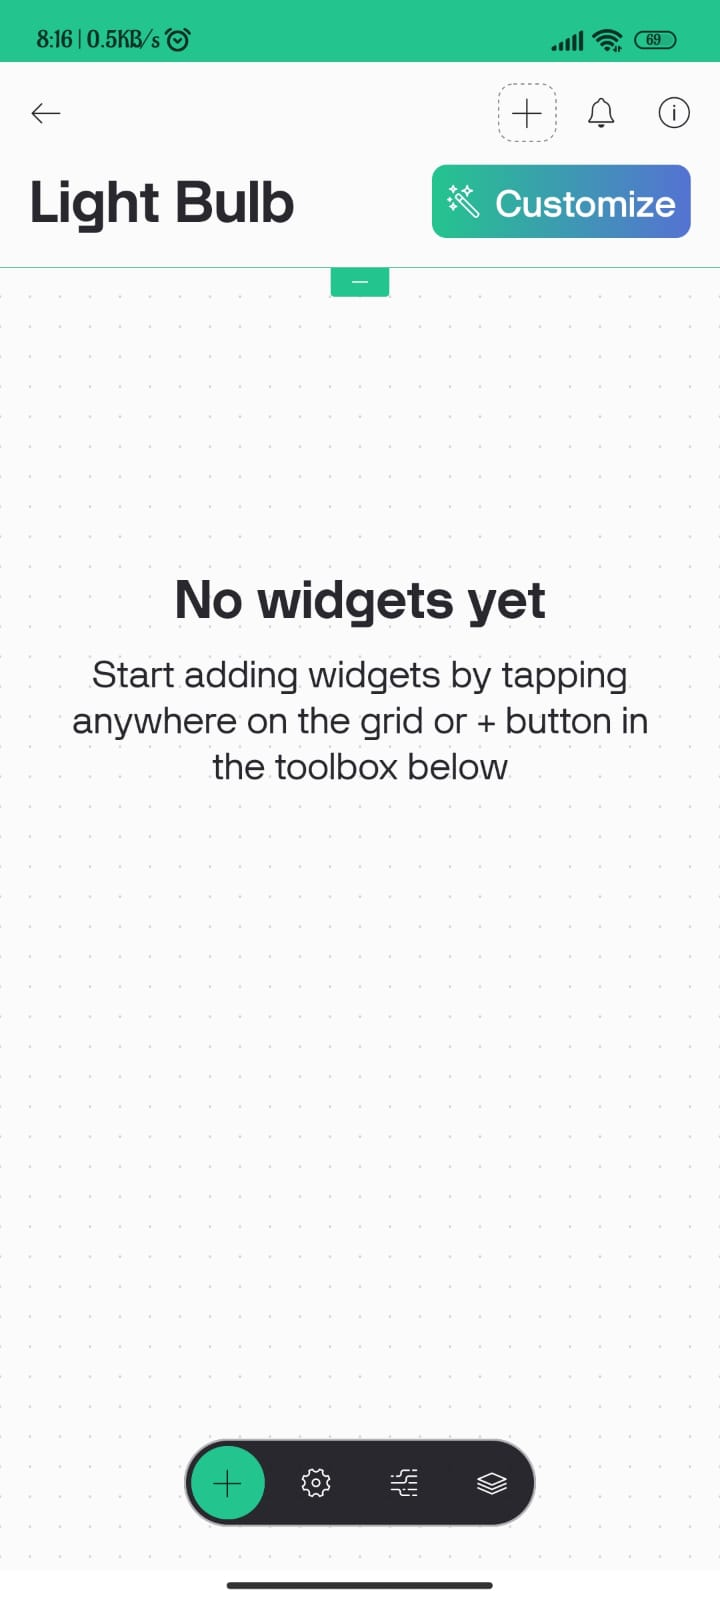 8:16 | 0.5KB/s
69
Light Bulb
Customize
No widgets yet
Start adding widgets by tapping
anywhere on the grid or + button in
the toolbox below